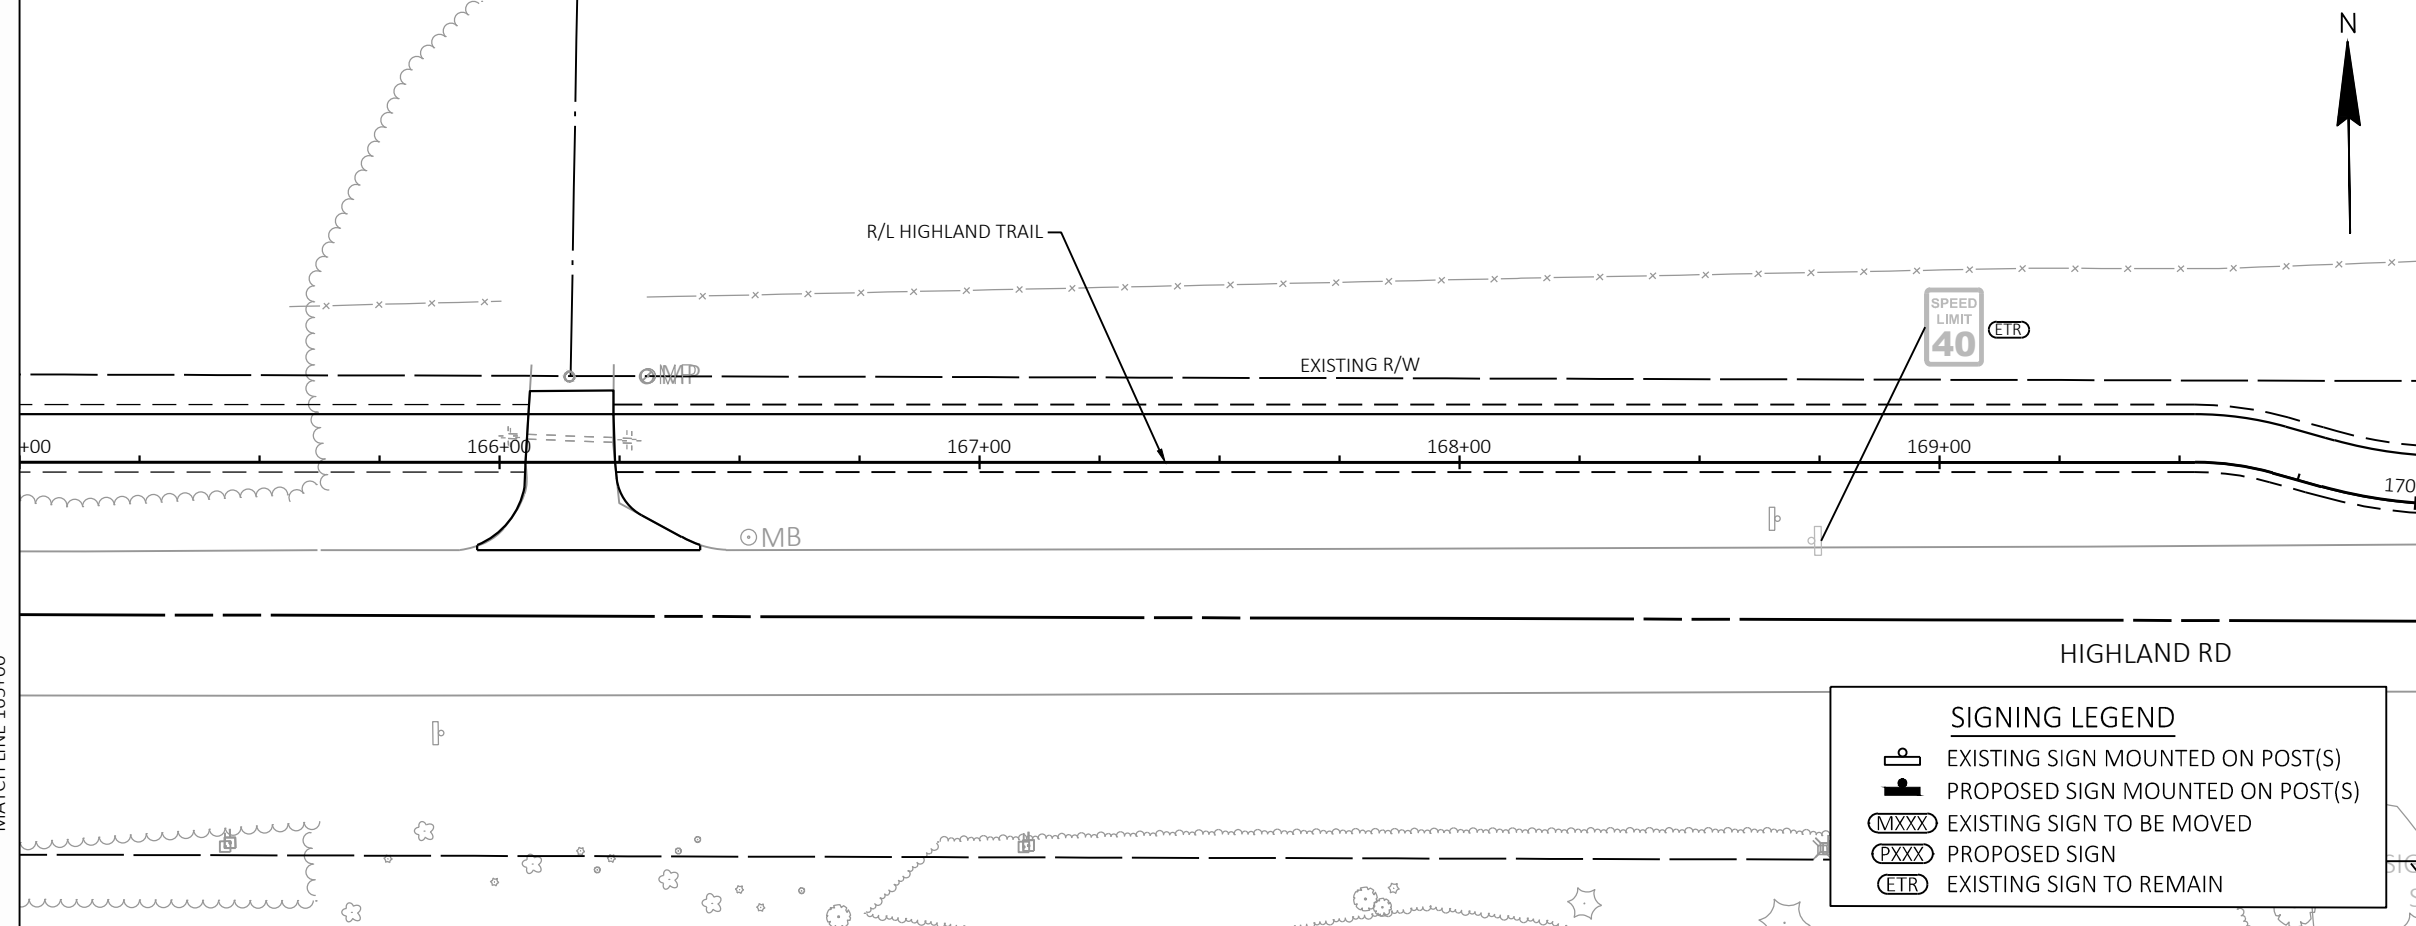 N
R/L HIGHLAND TRAIL
SPEED
LIMIT
40
ETR
EXISTING R/W
MP
+00
166+00
167+00
168+00
169+00
170
MB
HIGHLAND RD
SIGNING LEGEND
EXISTING SIGN MOUNTED ON POST(S)
PROPOSED SIGN MOUNTED ON POST(S)
MXXX EXISTING SIGN TO BE MOVED
PXXX PROPOSED SIGN
ETR EXISTING SIGN TO REMAIN